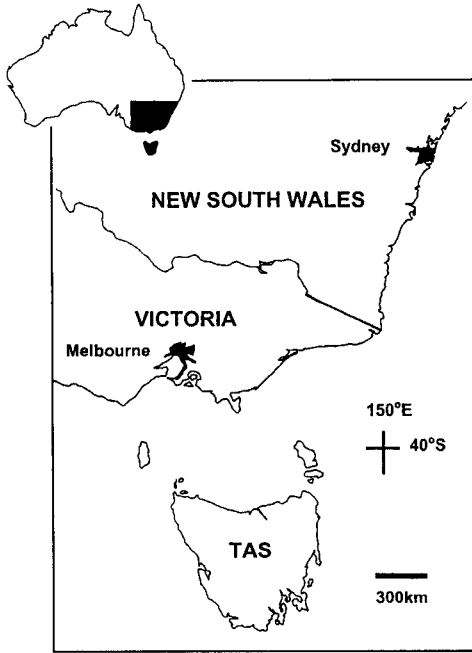 Sydney
NEW SOUTH WALES
VICTORIA
Melbourne
150°E
40°S
TAS
300km